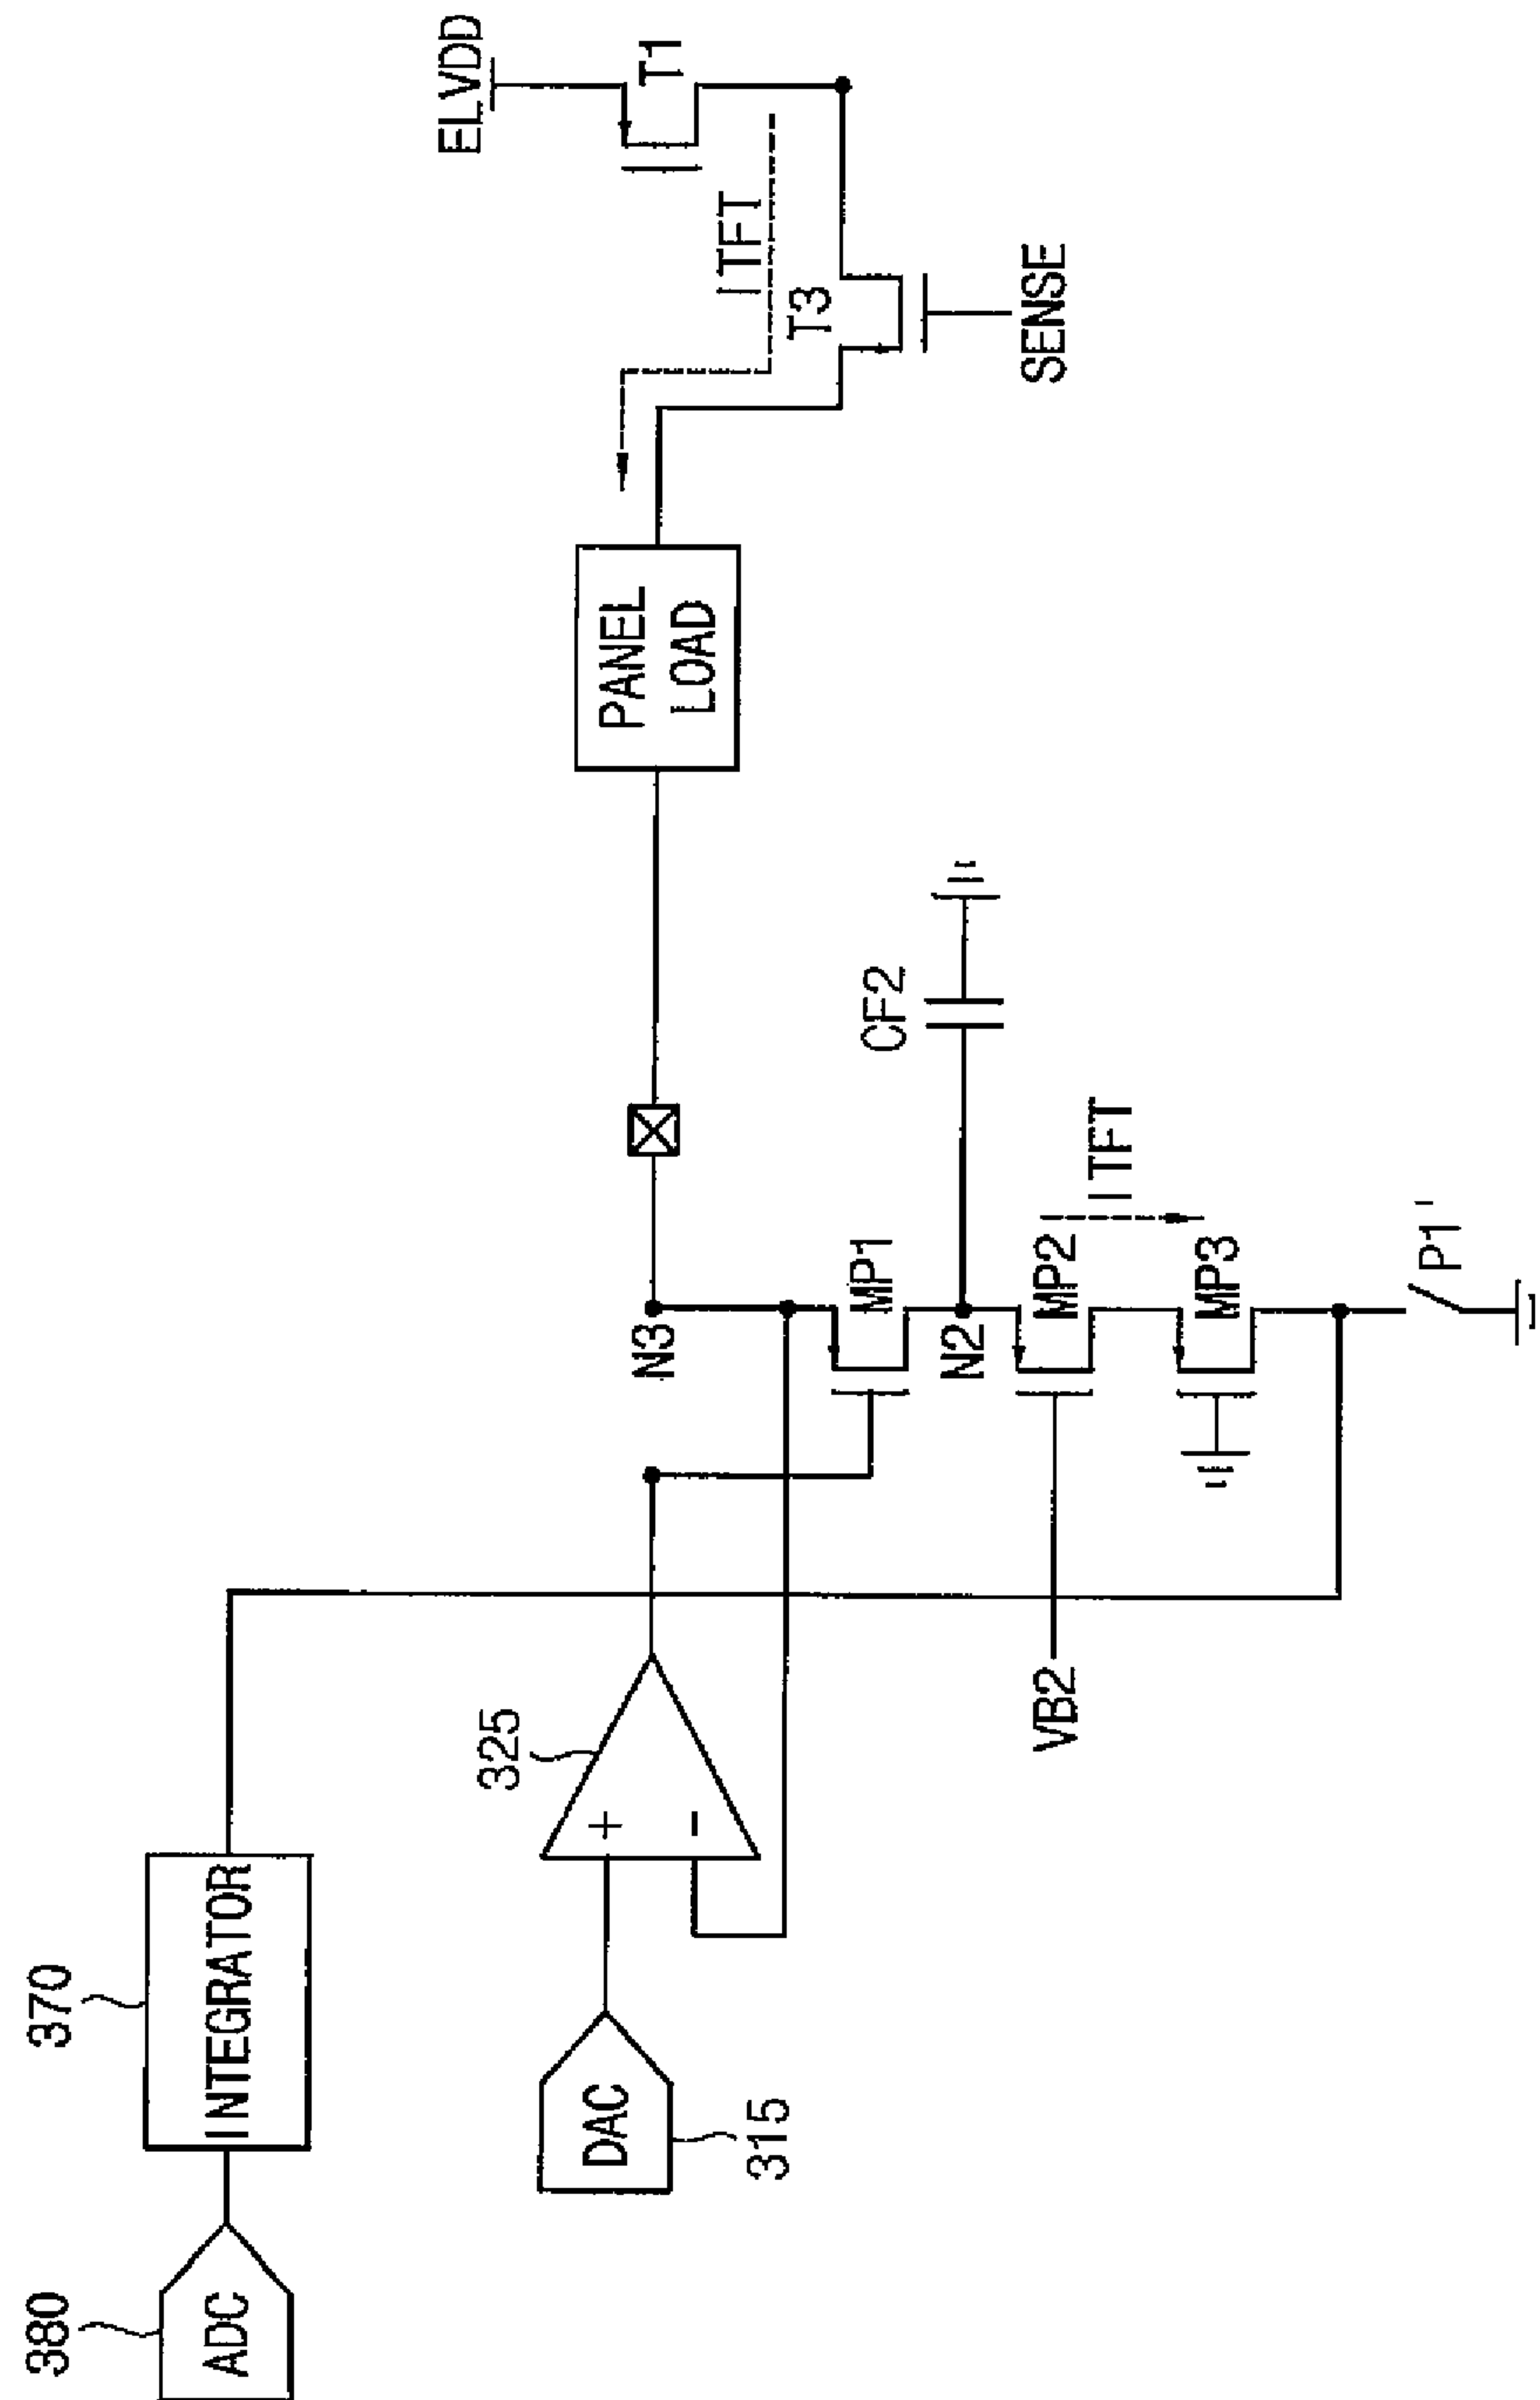 380
ADC
370
INTEGRATOR
325
+
-
DAC
315
VB2
N3
MP1
N2
MP2
MP3
P1'
ITFT
CF2
PANEL
LOAD
ITFT
T3
SENSE
ELVDD
T1